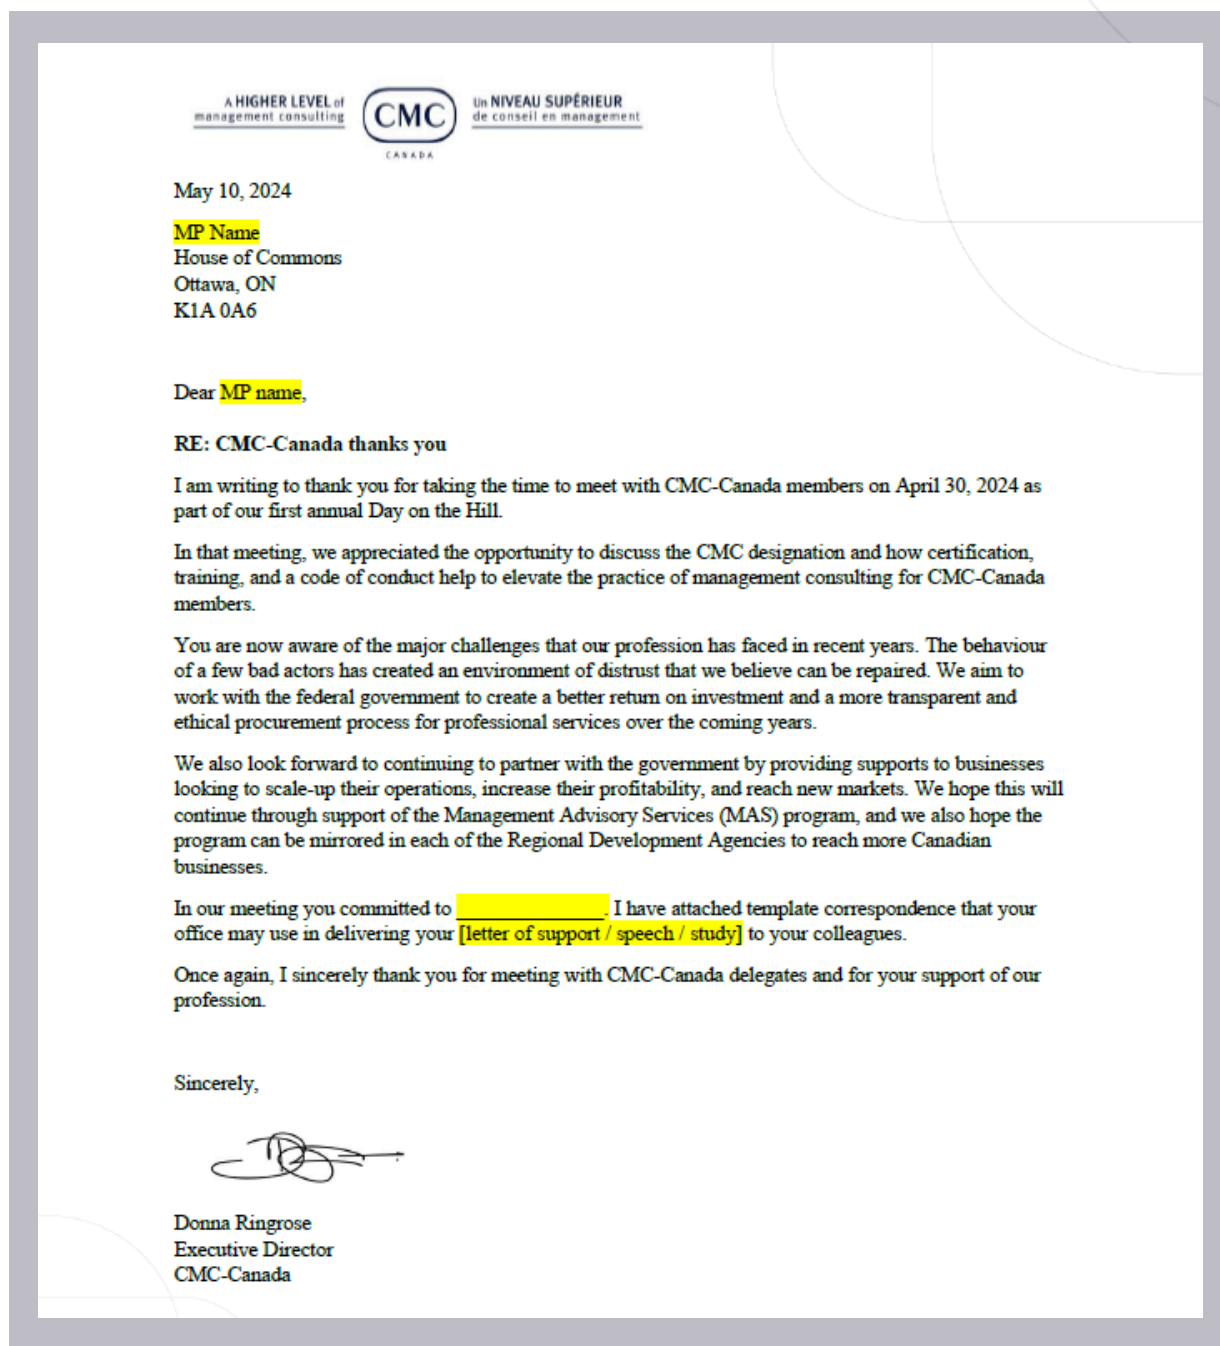 A HIGHER LEVEL of
management consulting
CMC
CANADA
Un NIVEAU SUPÉRIEUR
de conseil en management
May 10, 2024
MP Name
House of Commons
Ottawa, ON
K1A 0A6
Dear MP name,
RE: CMC-Canada thanks you
I am writing to thank you for taking the time to meet with CMC-Canada members on April 30, 2024 as
part of our first annual Day on the Hill.
In that meeting, we appreciated the opportunity to discuss the CMC designation and how certification,
training, and a code of conduct help to elevate the practice of management consulting for CMC-Canada
members.
You are now aware of the major challenges that our profession has faced in recent years. The behaviour
of a few bad actors has created an environment of distrust that we believe can be repaired. We aim to
work with the federal government to create a better return on investment and a more transparent and
ethical procurement process for professional services over the coming years.
We also look forward to continuing to partner with the government by providing supports to businesses
looking to scale-up their operations, increase their profitability, and reach new markets. We hope this will
continue through support of the Management Advisory Services (MAS) program, and we also hope the
program can be mirrored in each of the Regional Development Agencies to reach more Canadian
businesses.
In our meeting you committed to _______________. I have attached template correspondence that your
office may use in delivering your [letter of support / speech / study] to your colleagues.
Once again, I sincerely thank you for meeting with CMC-Canada delegates and for your support of our
profession.
Sincerely,
Donna Ringrose
Executive Director
CMC-Canada